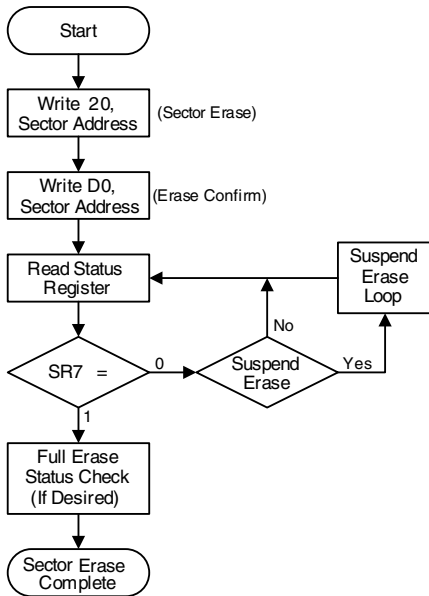 Start
Write 20,
Sector Address
(Sector Erase)
Write D0,
Sector Address
(Erase Confirm)
Read Status
Register
Suspend
Erase
Loop
No
SR7 =
0
Suspend
Erase
Yes
1
Full Erase
Status Check
(If Desired)
Sector Erase
Complete